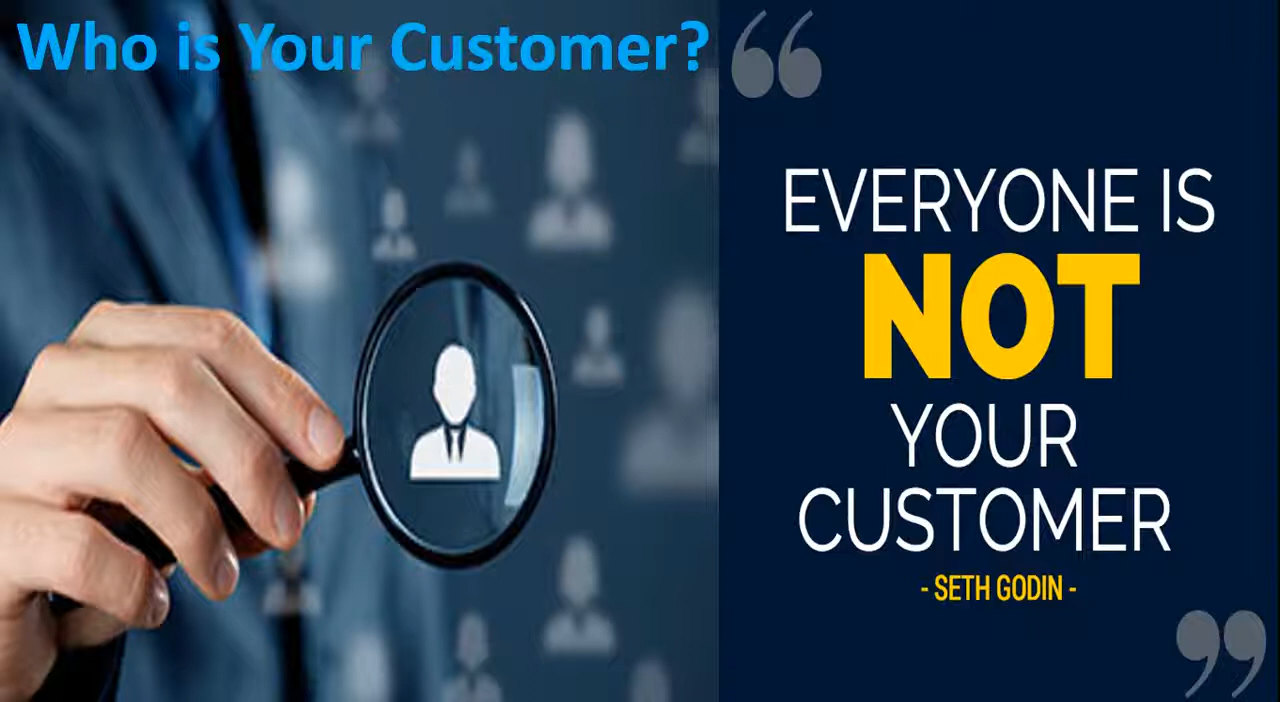 Who is Your Customer?
“
EVERYONE IS
NOT
YOUR
CUSTOMER
- SETH GODIN -
”